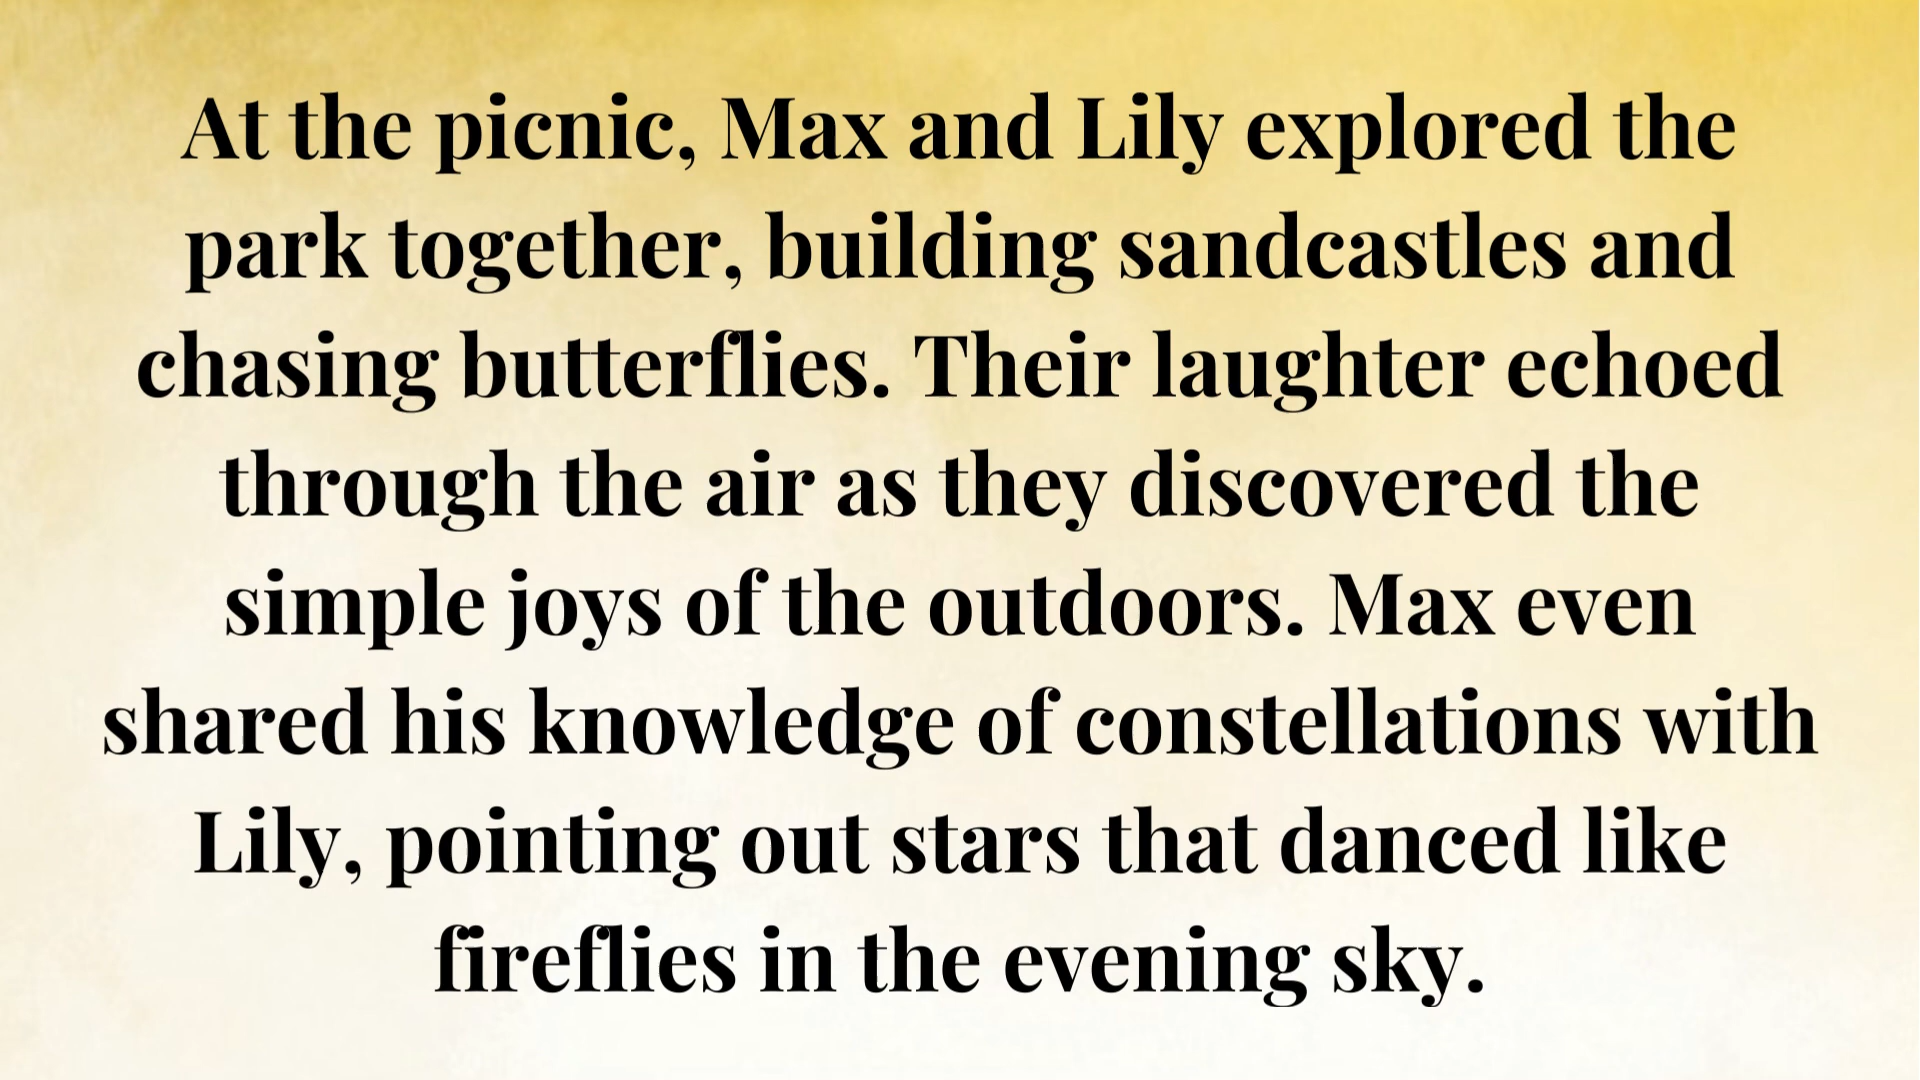 At the picnic, Max and Lily explored the
park together, building sandcastles and
chasing butterflies. Their laughter echoed
through the air as they discovered the
simple joys of the outdoors. Max even
shared his knowledge of constellations with
Lily, pointing out stars that danced like
fireflies in the evening sky.